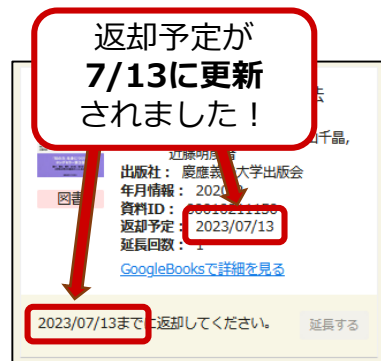 返却予定が
7/13に更新
されました！
法
千晶,
近藤明彦
図書
出版社： 慶應義 大学出版会
年月情報： 202
資料ID：
返却予定： 2023/07/13
延長回数： 1
GoogleBooksで詳細を見る
2023/07/13までに返却してください。
延長する